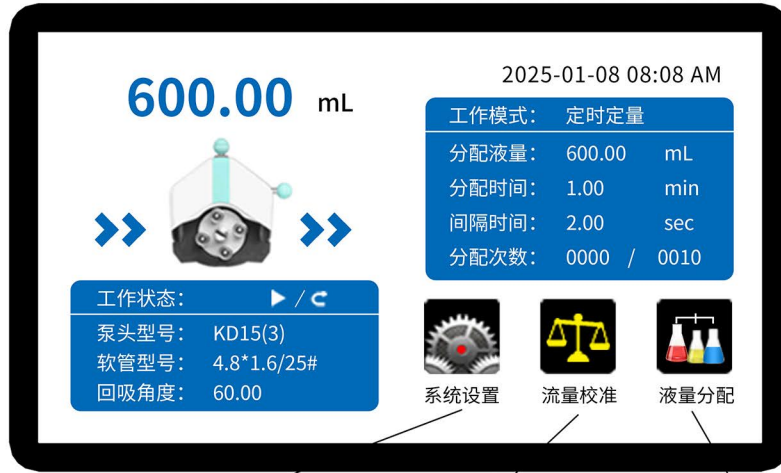 2025-01-08 08:08 AM
600.00 mL
工作模式： 定时定量
分配液量： 600.00 mL
分配时间： 1.00 min
间隔时间： 2.00 sec
分配次数： 0000 / 0010
工作状态： /
泵头型号： KD15(3)
软管型号： 4.8*1.6/25#
回吸角度： 60.00
系统设置 流量校准 液量分配